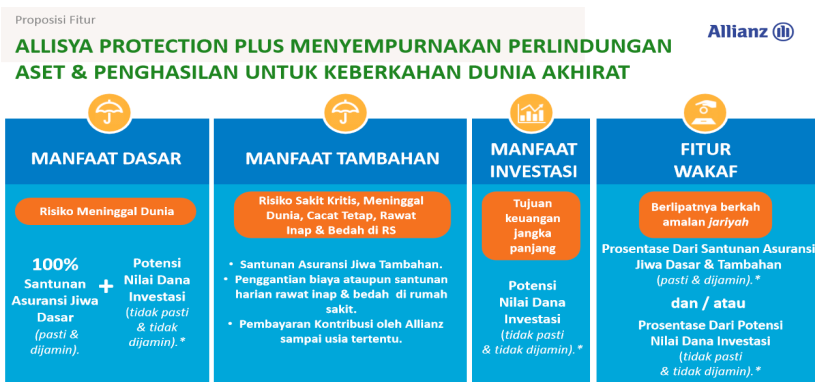 Proposisi Fitur
Allianz
ALLISYA PROTECTION PLUS MENYEMPURNAKAN PERLINDUNGAN
ASET & PENGHASILAN UNTUK KEBERKAHAN DUNIA AKHIRAT
MANFAAT DASAR
Risiko Meninggal Dunia
100%
Santunan
Asuransi Jiwa
Dasar
(pasti &
dijamin).
+
Potensi
Nilai Dana
Investasi
(tidak pasti
& tidak
dijamin).*
MANFAAT TAMBAHAN
Risiko Sakit Kritis, Meninggal
Dunia, Cacat Tetap, Rawat
Inap & Bedah di RS
• Santunan Asuransi Jiwa Tambahan.
• Penggantian biaya ataupun santunan
harian rawat inap & bedah di rumah
sakit.
• Pembayaran Kontribusi oleh Allianz
sampai usia tertentu.
MANFAAT
INVESTASI
Tujuan
keuangan
jangka
panjang
Potensi
Nilai Dana
Investasi
(tidak pasti
& tidak dijamin).*
FITUR
WAKAF
Berlipatnya berkah
amalan jariyah
Prosentase Dari Santunan Asuransi
Jiwa Dasar & Tambahan
(pasti & dijamin).*
dan / atau
Prosentase Dari Potensi
Nilai Dana Investasi
(tidak pasti
& tidak dijamin).*